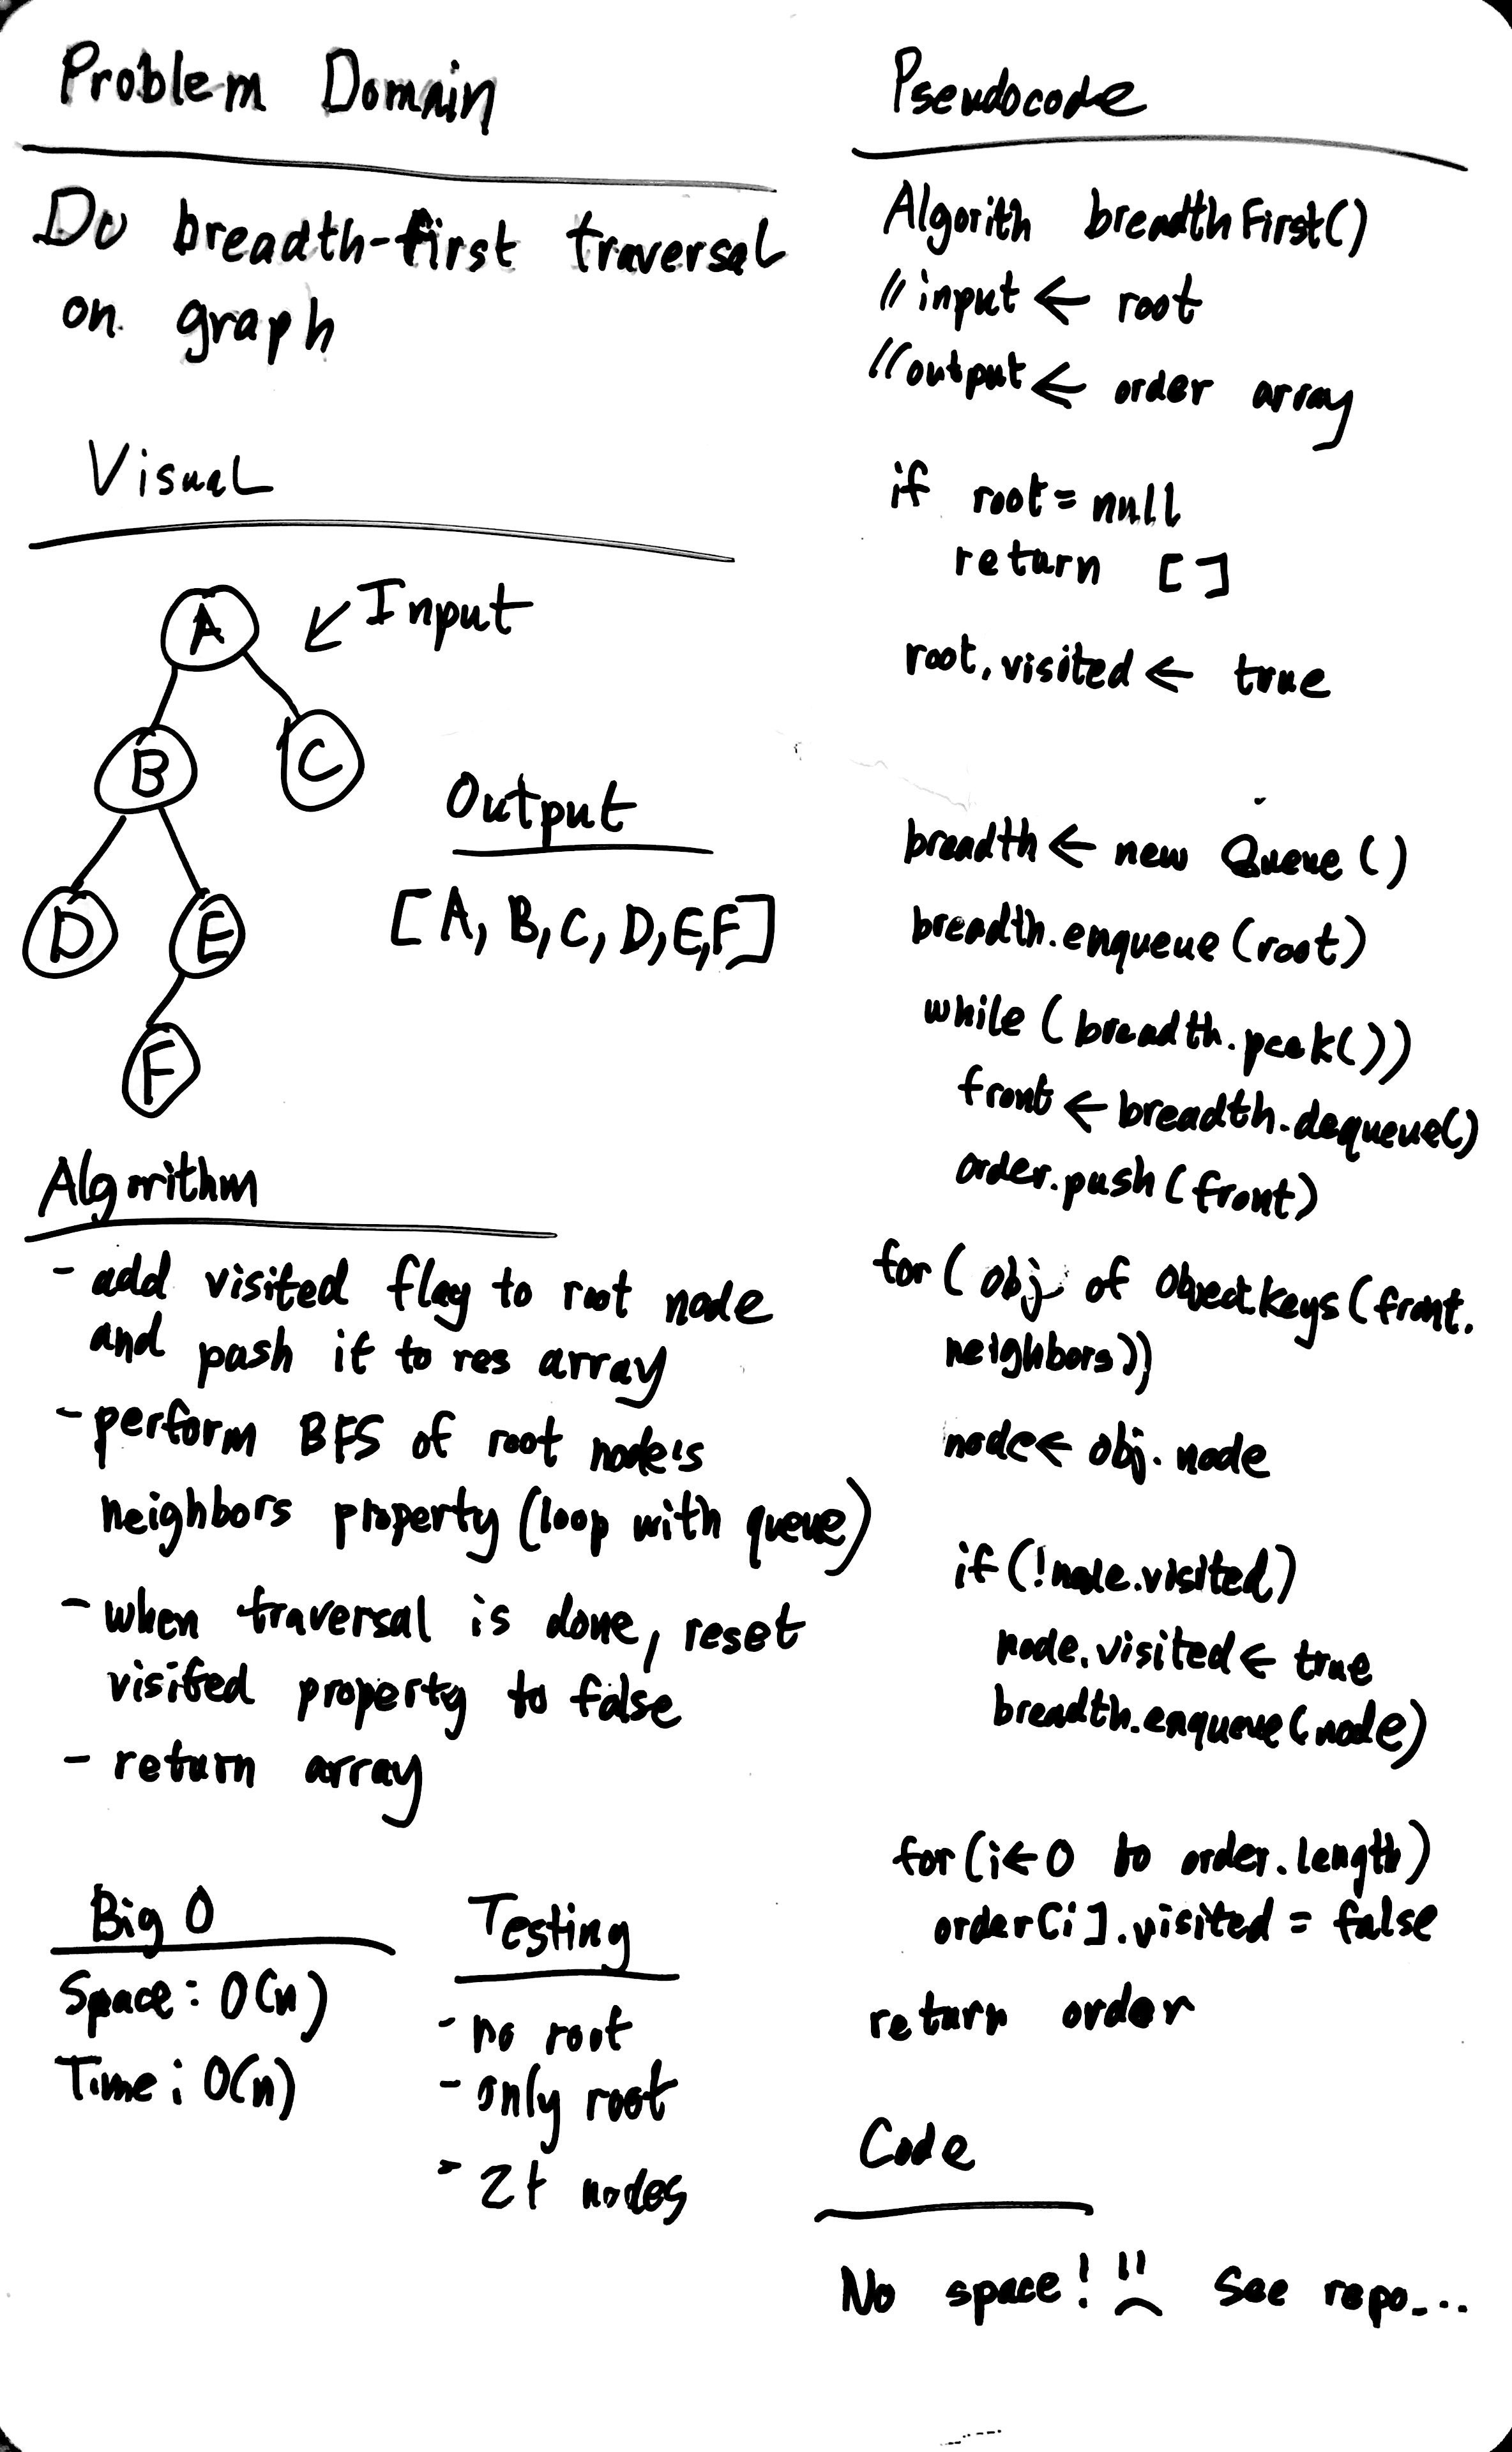 Problem Domain
Do breadth-first traversal
on graph
Visual
A
Input
B
C
D
E
F
Output
[A, B, C, D, E, F]
Algorithm
- add visited flag to root node
and push it to res array
- perform BFS of root node's
neighbors property (loop with queue)
- when traversal is done, reset
visited property to false
- return array
Big O
Space: O(n)
Time: O(n)
Testing
- no root
- only root
- 2+ nodes
Pseudocode
Algorith breadthFirst()
// input ← root
// output ← order array
if root = null
return []
root.visited ← true
breadth ← new Queue()
breadth.enqueue(root)
while (breadth.peek())
front ← breadth.dequeue()
order.push(front)
for (obj of Object.keys(front.
neighbors))
node ← obj.node
if (!node.visited)
node.visited ← true
breadth.enqueue(node)
for (i ← 0 to order.length)
order[i].visited = false
return order
Code
No space! :( See repo...